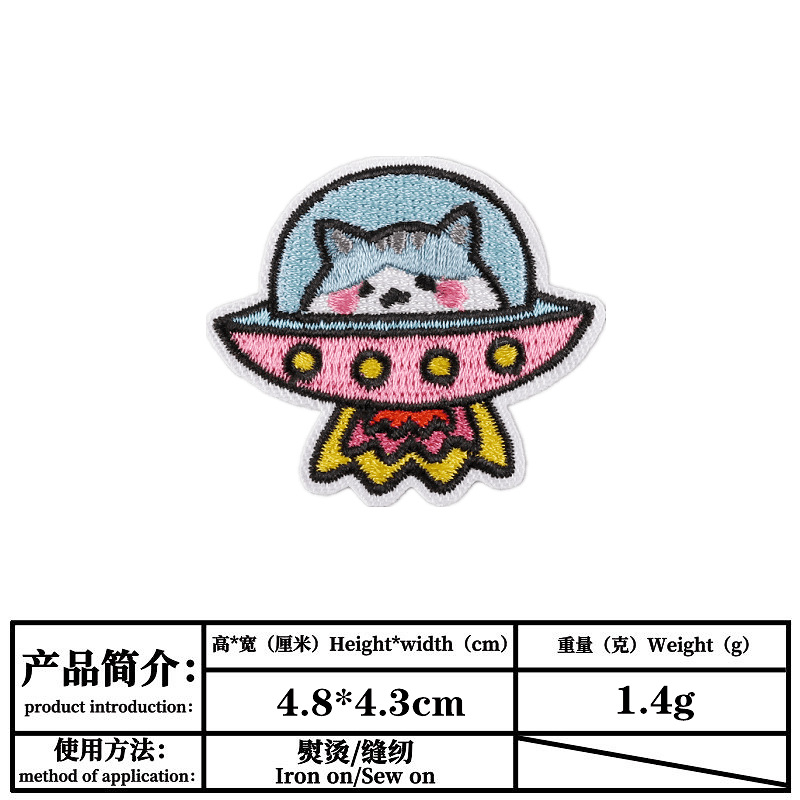 产品简介：
product introduction:
高*宽（厘米）Height*width（cm）
重量（克）Weight（g）
4.8*4.3cm
1.4g
使用方法：
method of application:
熨烫/缝纫
Iron on/Sew on